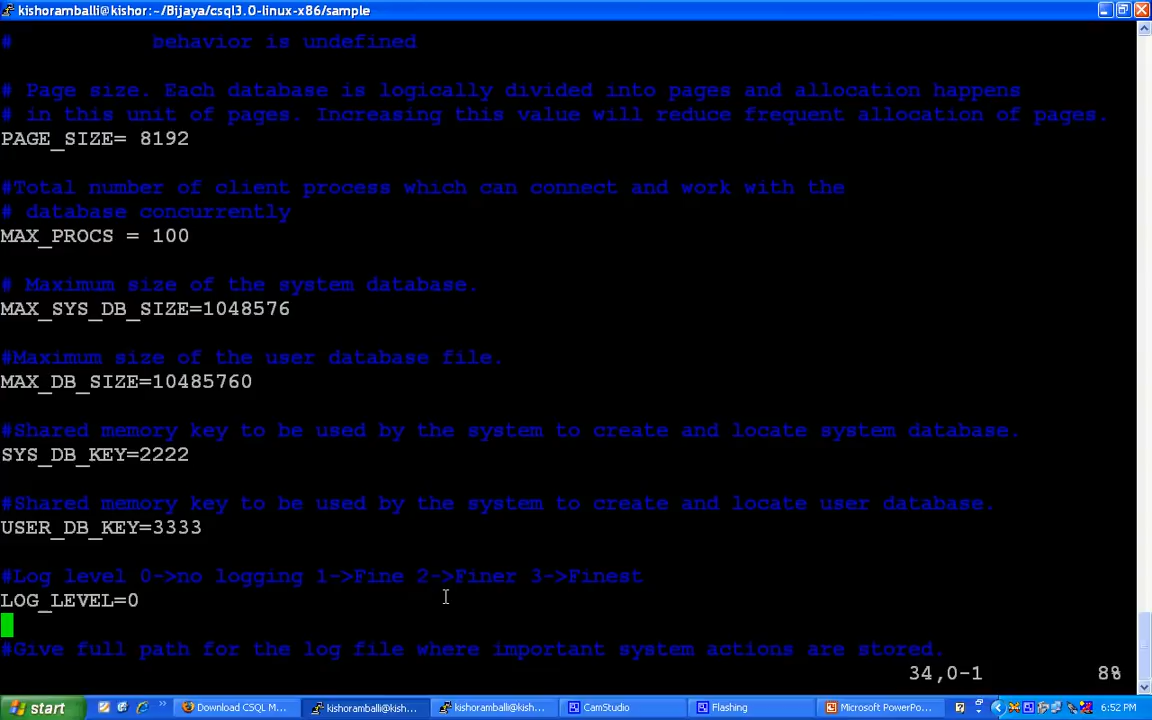 kishoramballi@kishor:~/Bijaya/csql3.0-linux-x86/sample
# behavior is undefined
# Page size. Each database is logically divided into pages and allocation happens
# in this unit of pages. Increasing this value will reduce frequent allocation of pages.
PAGE_SIZE= 8192
#Total number of client process which can connect and work with the
# database concurrently
MAX_PROCS = 100
# Maximum size of the system database.
MAX_SYS_DB_SIZE=1048576
#Maximum size of the user database file.
MAX_DB_SIZE=10485760
#Shared memory key to be used by the system to create and locate system database.
SYS_DB_KEY=2222
#Shared memory key to be used by the system to create and locate user database.
USER_DB_KEY=3333
#Log level 0->no logging 1->Fine 2->Finer 3->Finest
LOG_LEVEL=0
#Give full path for the log file where important system actions are stored.
34,0-1 8%
start Download CSQL M... kishoramballi@kish... kishoramballi@kish... CamStudio Flashing Microsoft PowerPo... 6:52 PM